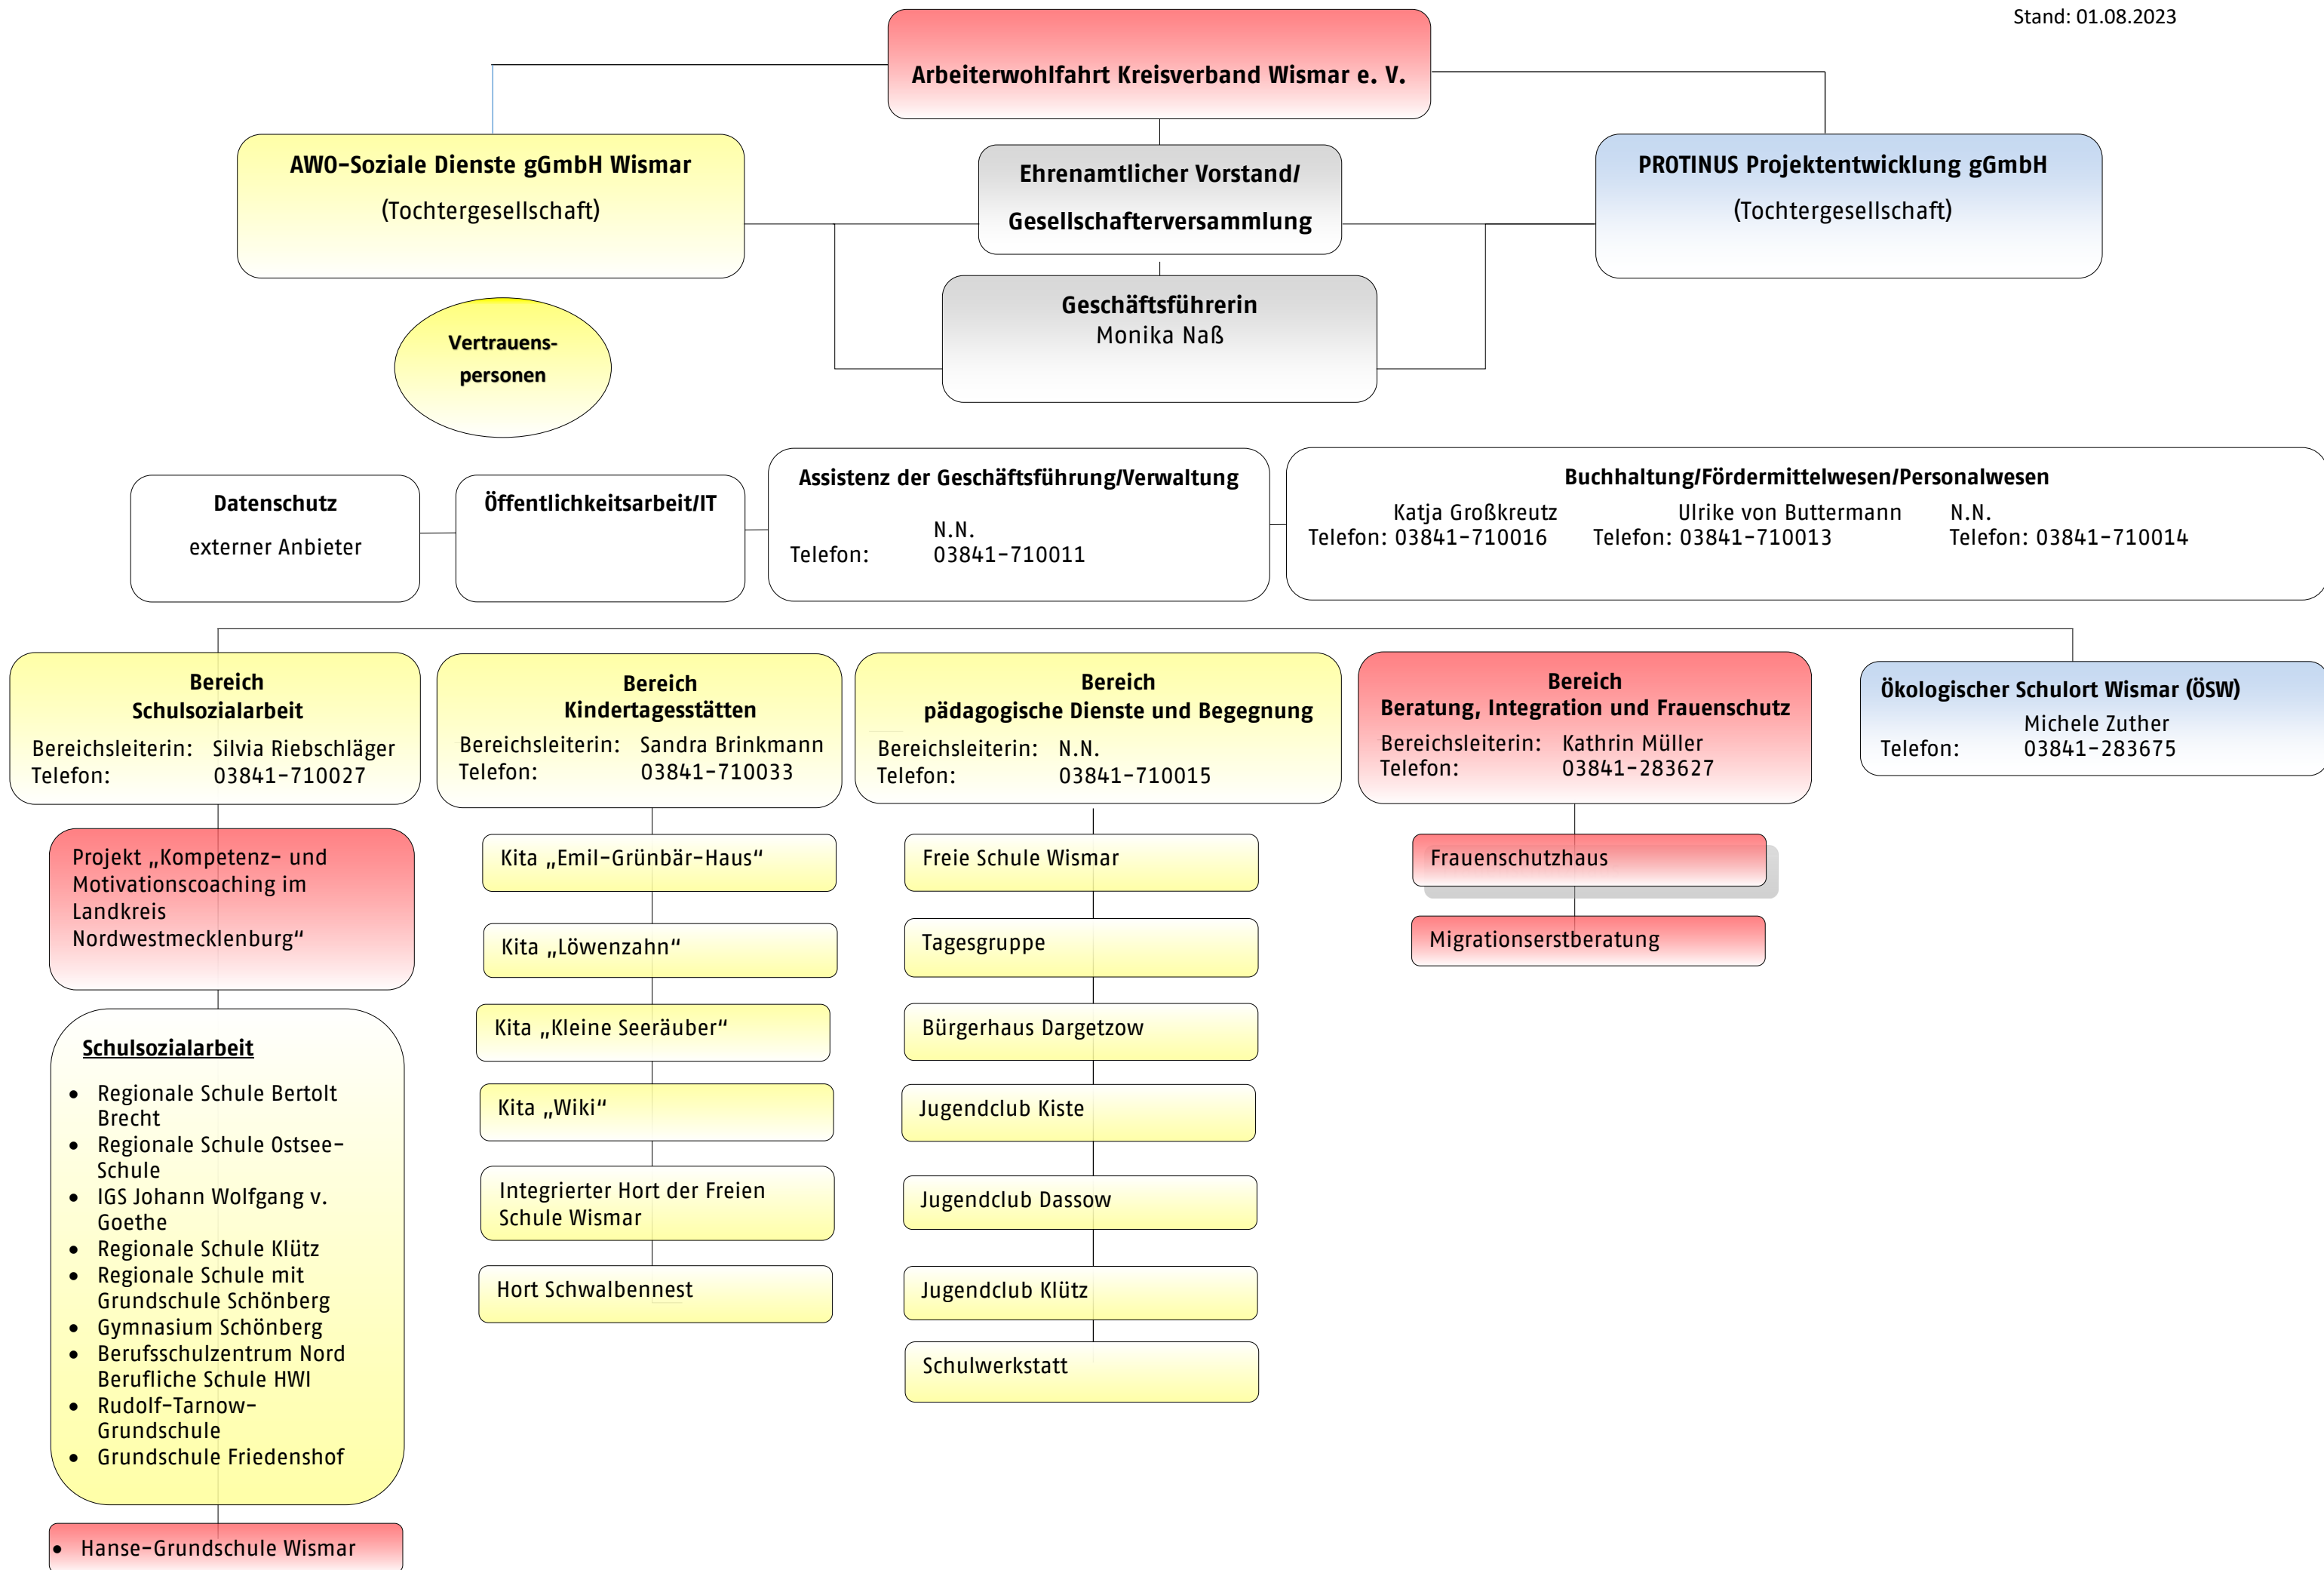 Stand: 01.08.2023
Arbeiterwohlfahrt Kreisverband Wismar e. V.
AWO-Soziale Dienste gGmbH Wismar
(Tochtergesellschaft)
Ehrenamtlicher Vorstand/
Gesellschafterversammlung
PROTINUS Projektentwicklung gGmbH
(Tochtergesellschaft)
Geschäftsführerin
Monika Naß
Vertrauens-
personen
Datenschutz
externer Anbieter
Öffentlichkeitsarbeit/IT
Assistenz der Geschäftsführung/Verwaltung
N.N.
Telefon: 03841-710011
Buchhaltung/Fördermittelwesen/Personalwesen
Katja Großkreutz Ulrike von Buttermann N.N.
Telefon: 03841-710016 Telefon: 03841-710013 Telefon: 03841-710014
Bereich
Schulsozialarbeit
Bereichsleiterin: Silvia Riebschläger
Telefon: 03841-710027
Projekt „Kompetenz- und
Motivationscoaching im
Landkreis
Nordwestmecklenburg“
Schulsozialarbeit
• Regionale Schule Bertolt
Brecht
• Regionale Schule Ostsee-
Schule
• IGS Johann Wolfgang v.
Goethe
• Regionale Schule Klütz
• Regionale Schule mit
Grundschule Schönberg
• Gymnasium Schönberg
• Berufsschulzentrum Nord
Berufliche Schule HWI
• Rudolf-Tarnow-
Grundschule
• Grundschule Friedenshof
• Hanse-Grundschule Wismar
Bereich
Kindertagesstätten
Bereichsleiterin: Sandra Brinkmann
Telefon: 03841-710033
Kita „Emil-Grünbär-Haus“
Kita „Löwenzahn“
Kita „Kleine Seeräuber“
Kita „Wiki“
Integrierter Hort der Freien
Schule Wismar
Hort Schwalbennest
Bereich
pädagogische Dienste und Begegnung
Bereichsleiterin: N.N.
Telefon: 03841-710015
Freie Schule Wismar
Tagesgruppe
Bürgerhaus Dargetzow
Jugendclub Kiste
Jugendclub Dassow
Jugendclub Klütz
Schulwerkstatt
Bereich
Beratung, Integration und Frauenschutz
Bereichsleiterin: Kathrin Müller
Telefon: 03841-283627
Frauenschutzhaus
Migrationserstberatung
Ökologischer Schulort Wismar (ÖSW)
Michele Zuther
Telefon: 03841-283675